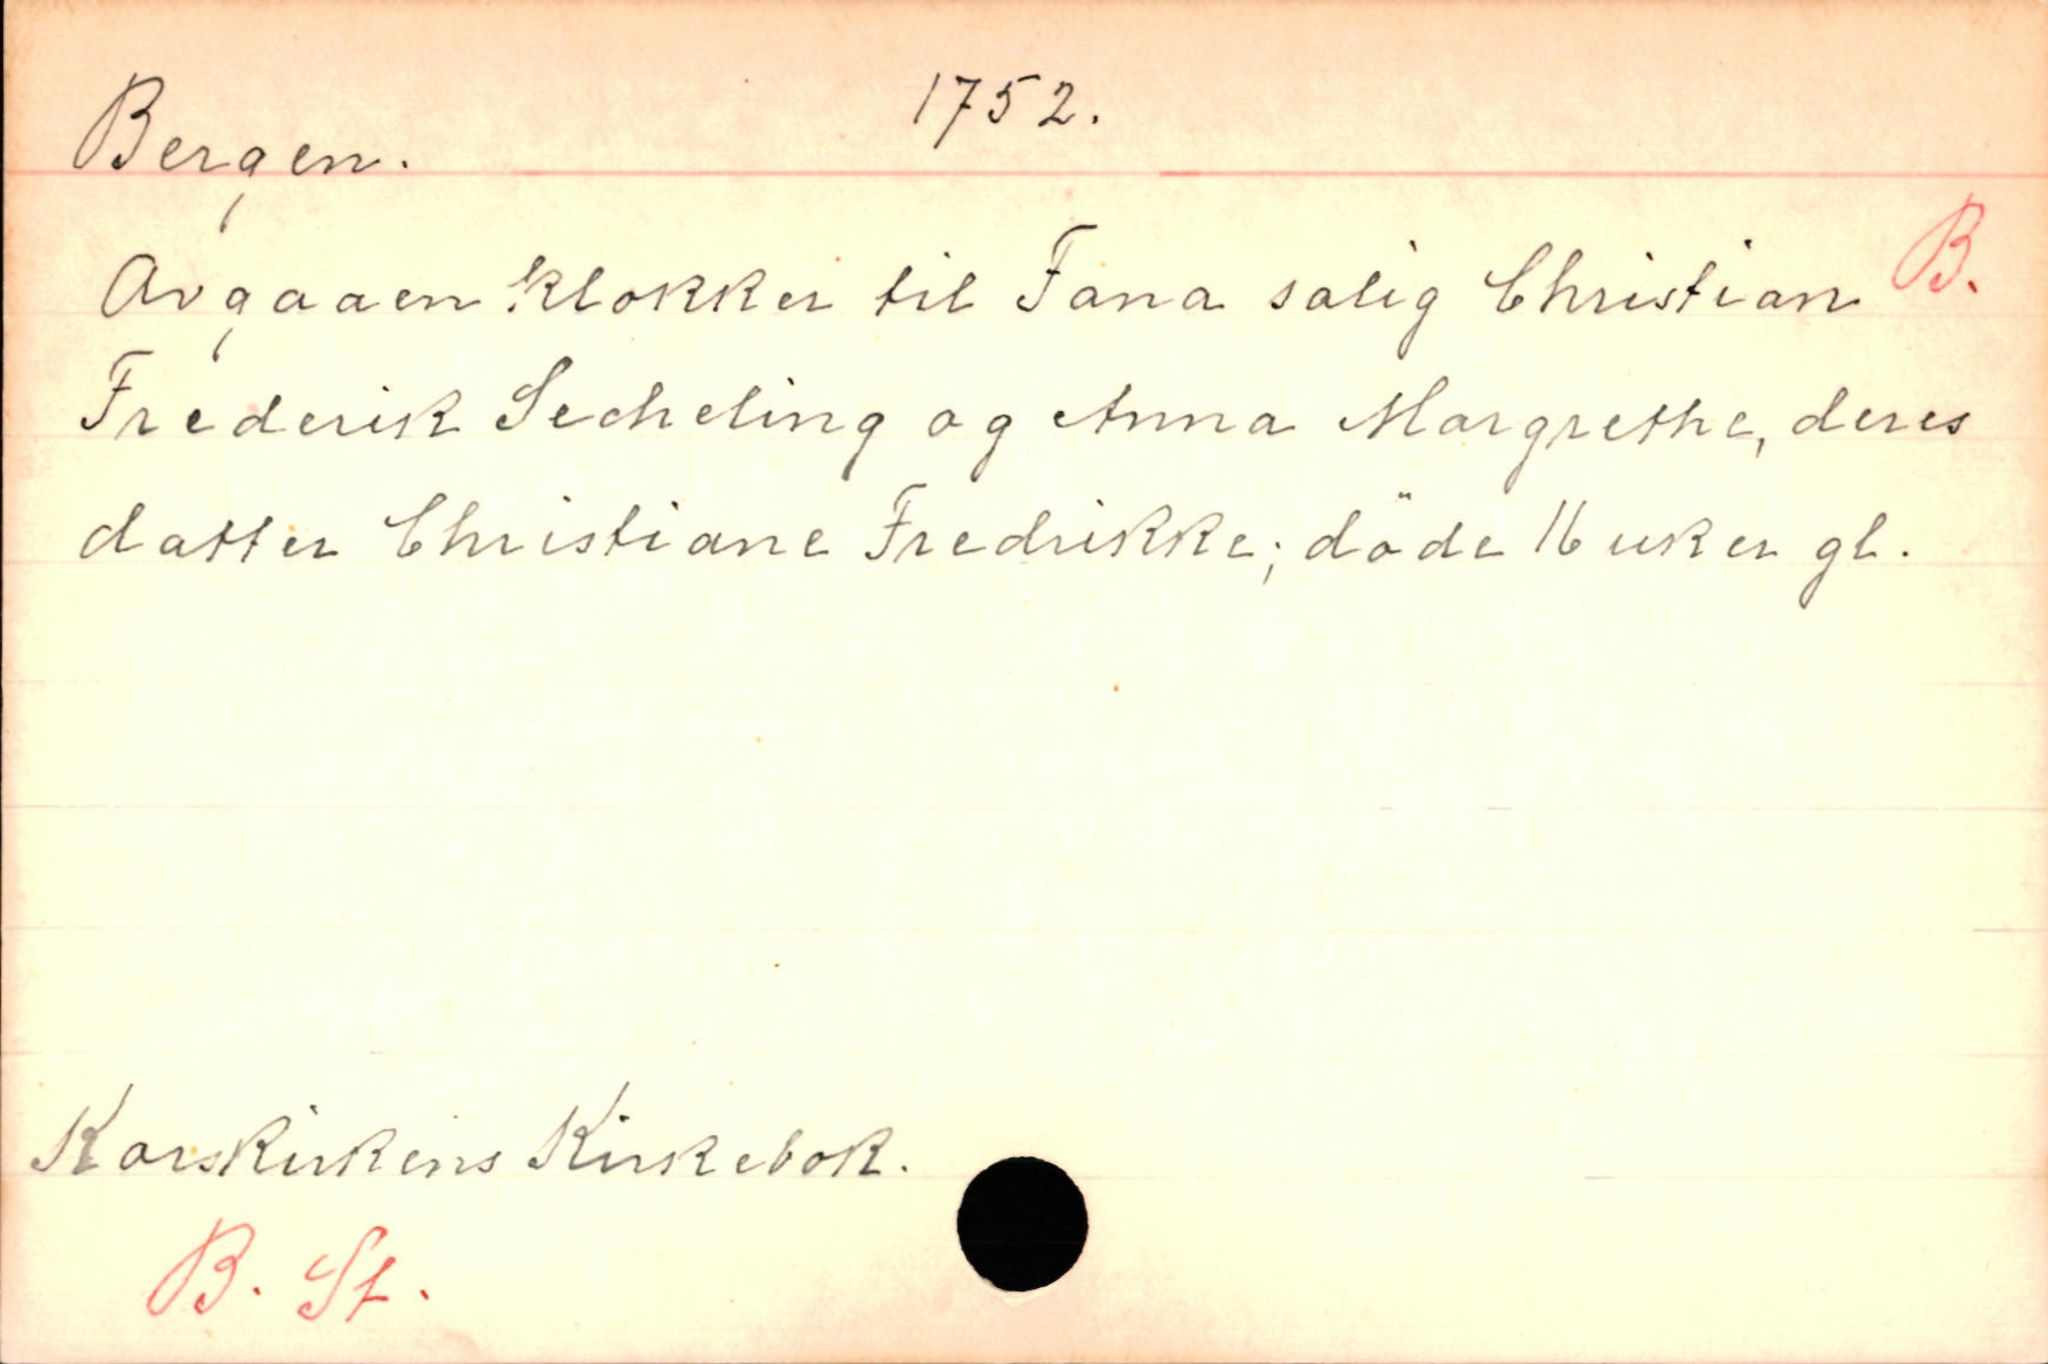 Bergen. 1752.
B.
Avgaaen klokker til Fana salig Christian
Frederik Secheling og Anna Margrethe, deres
datter Christiane Fredrikke; döde 16 uker gl.
Korskirkens Kirkebok.
B. St.